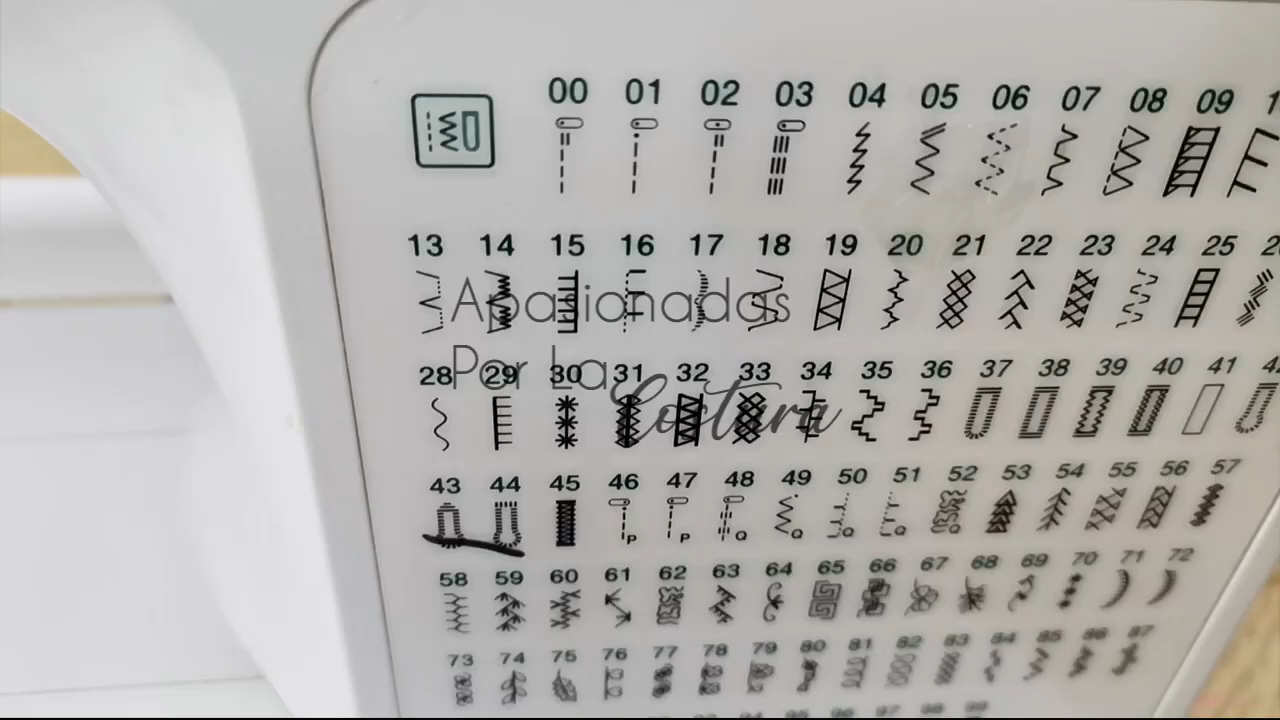 00 01 02 03 04 05 06 07 08 09
13 14 15 16 17 18 19 20 21 22 23 24 25
Apasionadas
Por La
Costura
28 29 30 31 32 33 34 35 36 37 38 39 40 41 42
43 44 45 46 47 48 49 50 51 52 53 54 55 56 57
P P Q Q Q Q
58 59 60 61 62 63 64 65 66 67 68 69 70 71 72
73 74 75 76 77 78 79 80 81 82 83 84 85 86 87